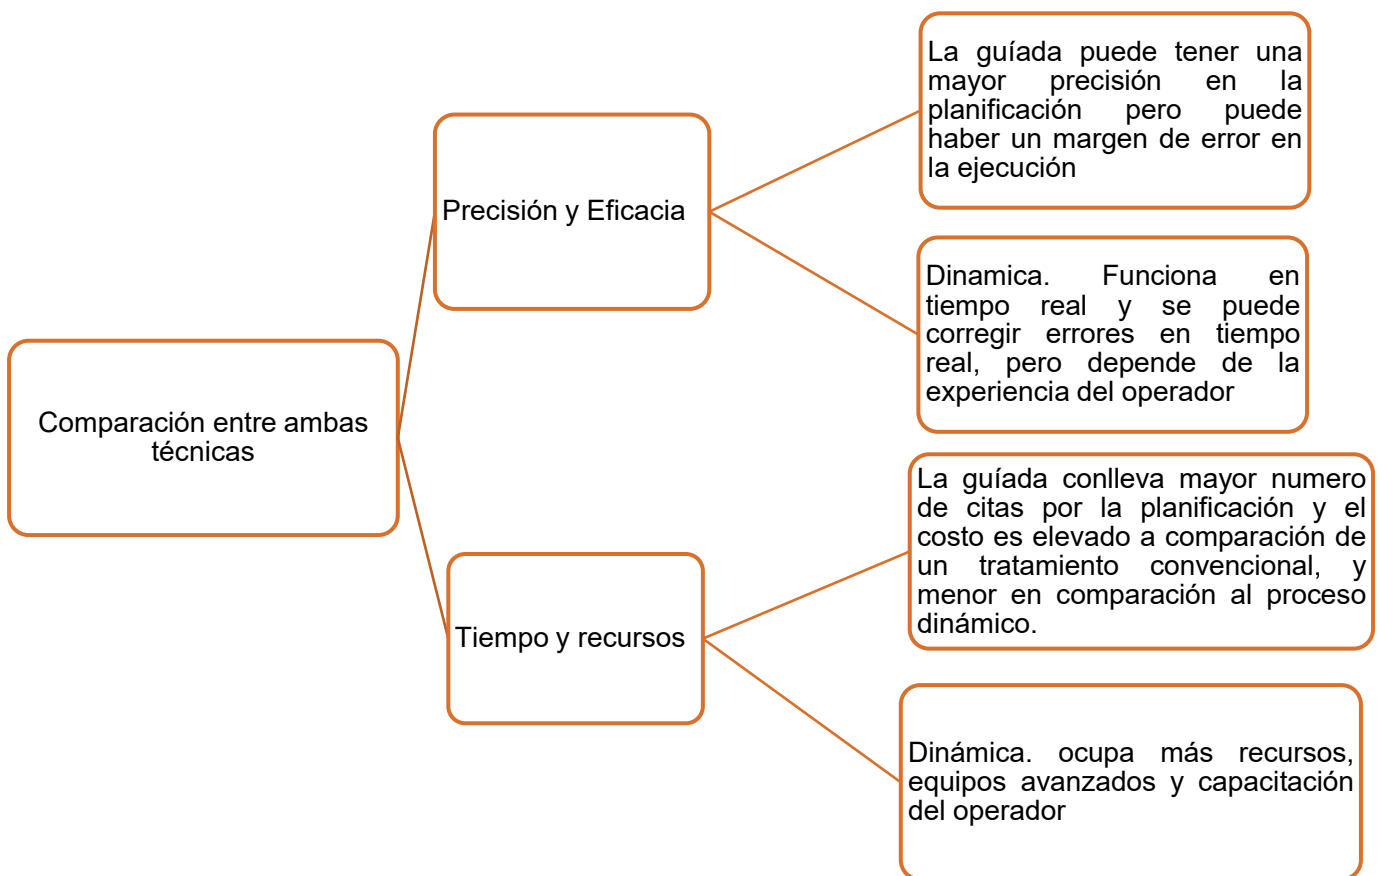 La guíada puede tener una
mayor precisión en la
planificación pero puede
haber un margen de error en
la ejecución
Precisión y Eficacia
Dinamica. Funciona en
tiempo real y se puede
corregir errores en tiempo
real, pero depende de la
experiencia del operador
Comparación entre ambas
técnicas
La guíada conlleva mayor numero
de citas por la planificación y el
costo es elevado a comparación de
un tratamiento convencional, y
menor en comparación al proceso
dinámico.
Tiempo y recursos
Dinámica. ocupa más recursos,
equipos avanzados y capacitación
del operador